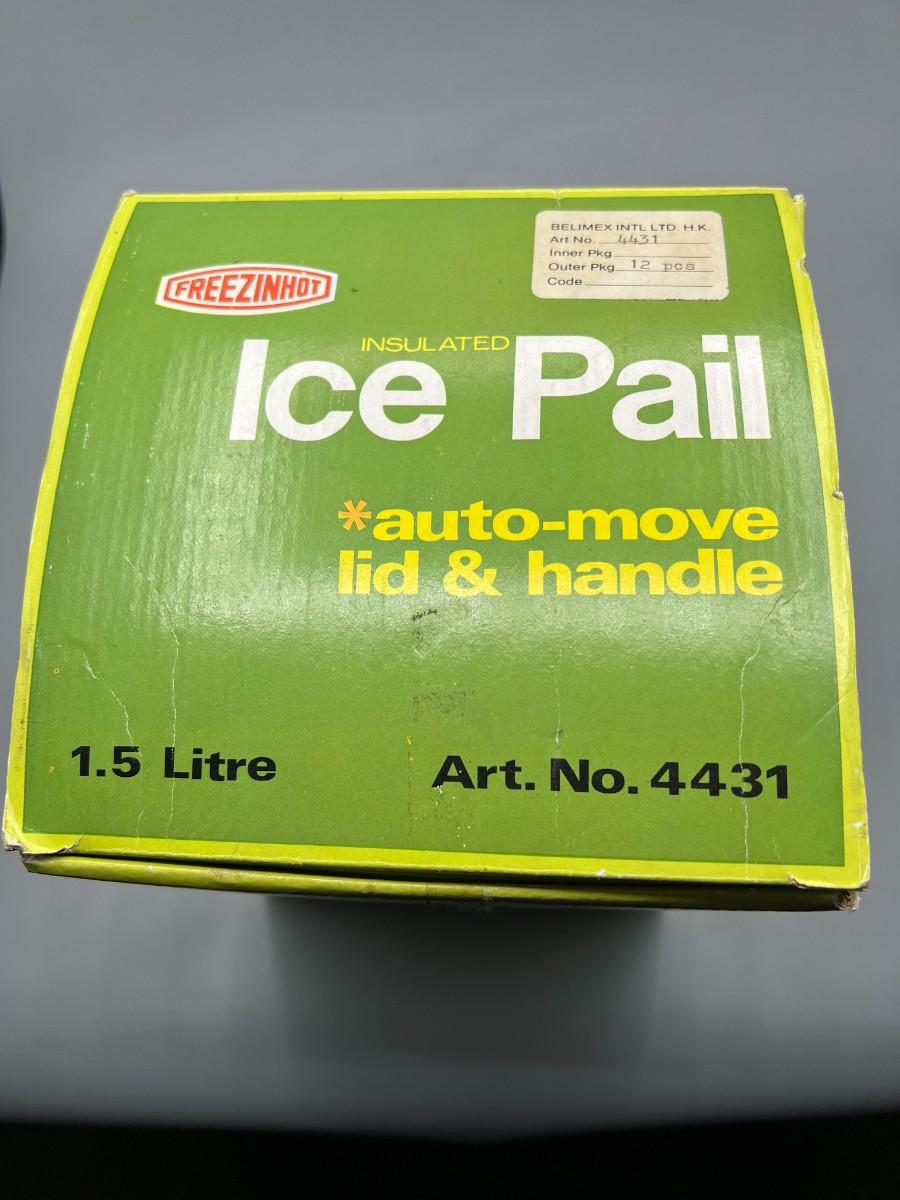 BELIMEX INTL LTD. H.K.
Art No. 4431
Inner Pkg
Outer Pkg 12 pcs
Code
FREEZINHOT
INSULATED
Ice Pail
*auto-move
lid & handle
1.5 Litre
Art. No. 4431